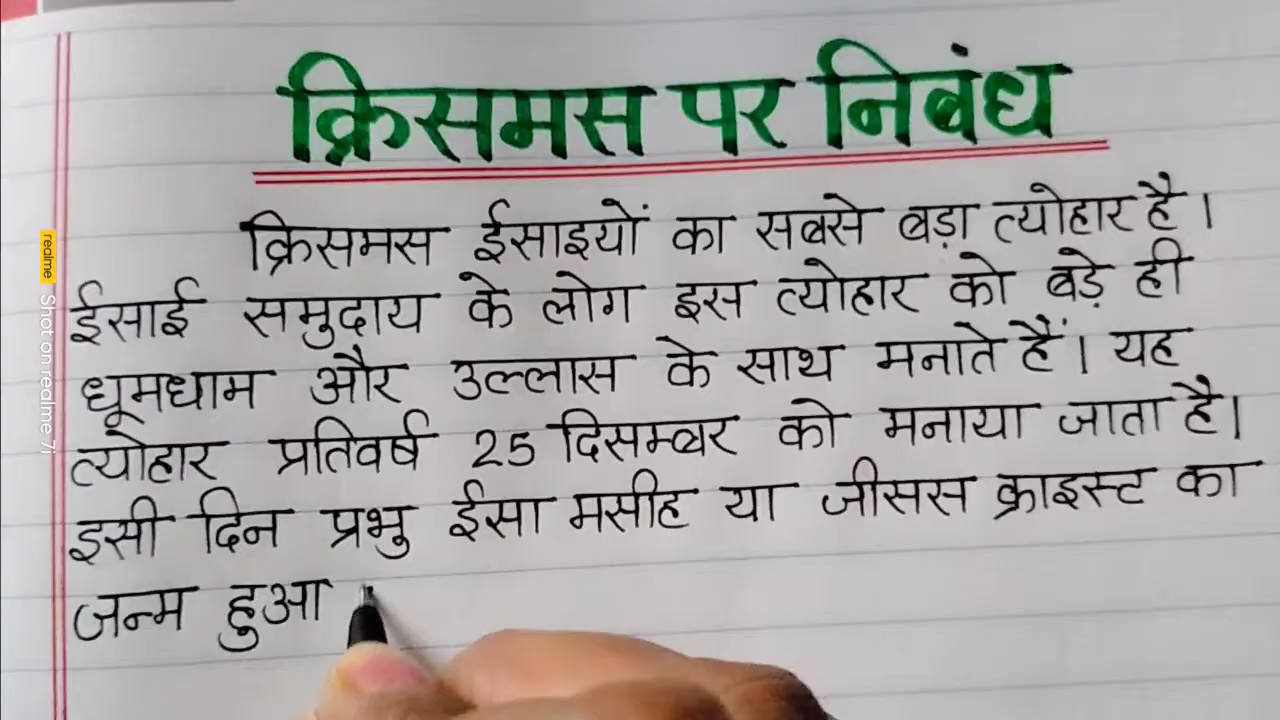 क्रिसमस पर निबंध
क्रिसमस ईसाइयों का सबसे बड़ा त्योहार है।
ईसाई समुदाय के लोग इस त्योहार को बड़े ही
धूमधाम और उल्लास के साथ मनाते हैं। यह
त्योहार प्रतिवर्ष 25 दिसम्बर को मनाया जाता है।
इसी दिन प्रभु ईसा मसीह या जीसस क्राइस्ट का
जन्म हुआ
realme Shot on realme 7i